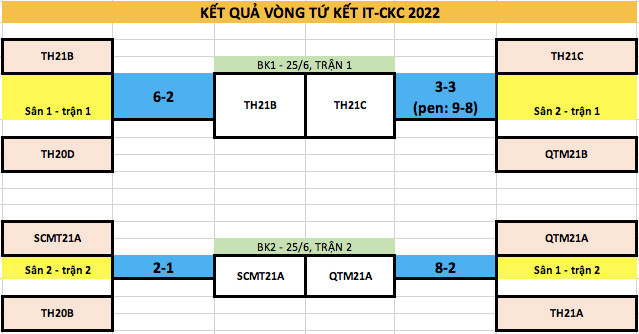 KẾT QUẢ VÒNG TỨ KẾT IT-CKC 2022
TH21B
Sân 1 - trận 1
TH20D
6-2
BK1 - 25/6, TRẬN 1
TH21B
TH21C
3-3
(pen: 9-8)
TH21C
Sân 2 - trận 1
QTM21B
SCMT21A
Sân 2 - trận 2
TH20B
2-1
BK2 - 25/6, TRẬN 2
SCMT21A
QTM21A
8-2
QTM21A
Sân 1 - trận 2
TH21A